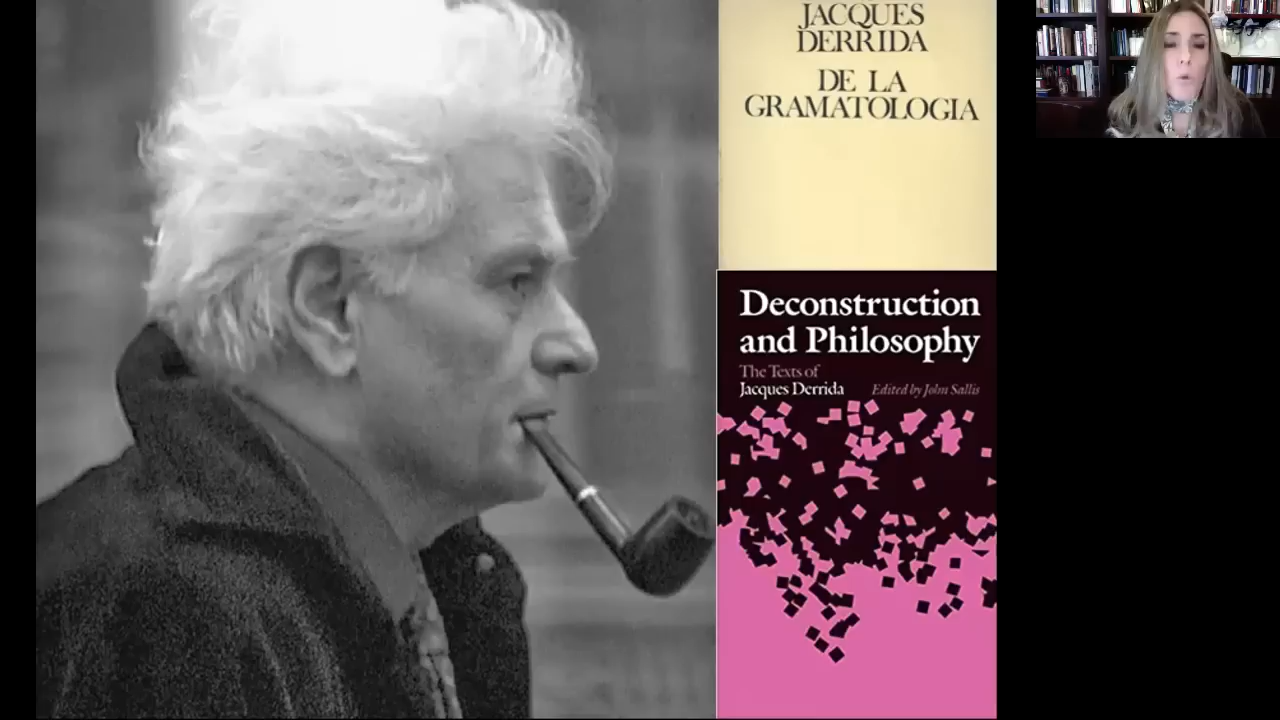 JACQUES
DERRIDA
DE LA
GRAMATOLOGIA
Deconstruction
and Philosophy
The Texts of
Jacques Derrida
Edited by John Sallis